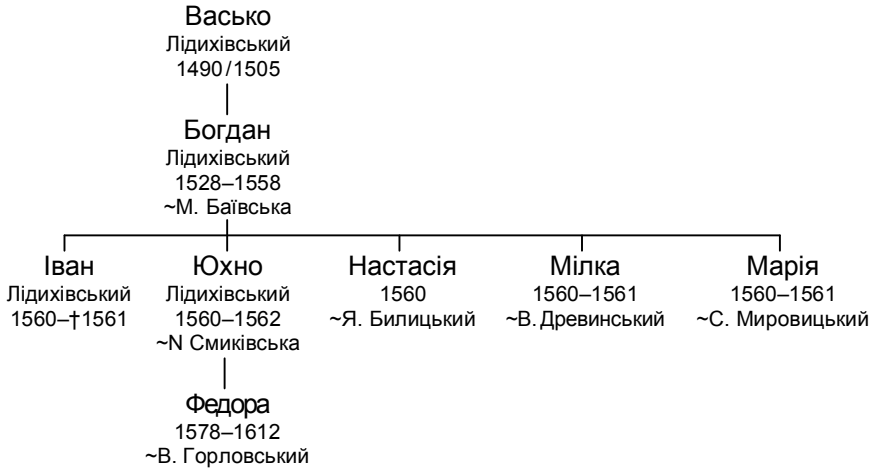 Васько
Лідихівський
1490/1505
Богдан
Лідихівський
1528–1558
~М. Баївська
Іван
Лідихівський
1560–†1561
Юхно
Лідихівський
1560–1562
~N Смиківська
Настасія
1560
~Я. Билицький
Мілка
1560–1561
~В. Древинський
Марія
1560–1561
~С. Мировицький
Федора
1578–1612
~В. Горловський